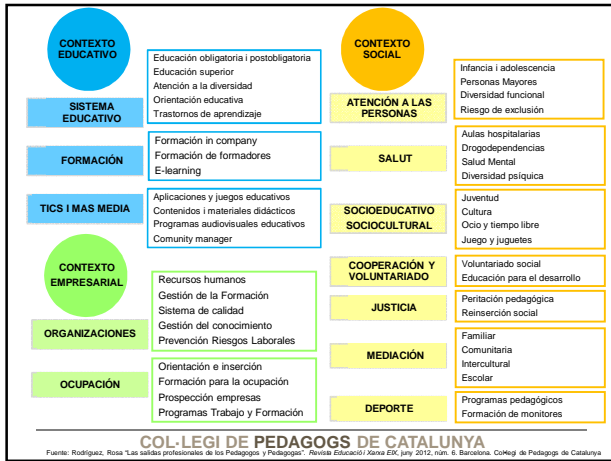 CONTEXTO
EDUCATIVO
Educación obligatoria i postobligatoria
Educación superior
Atención a la diversidad
Orientación educativa
Trastornos de aprendizaje
SISTEMA
EDUCATIVO
FORMACIÓN
Formación in company
Formación de formadores
E-learning
TICS I MAS MEDIA
Aplicaciones y juegos educativos
Contenidos i materiales didácticos
Programas audiovisuales educativos
Comunity manager
CONTEXTO
EMPRESARIAL
Recursos humanos
Gestión de la Formación
Sistema de calidad
Gestión del conocimiento
Prevención Riesgos Laborales
ORGANIZACIONES
OCUPACIÓN
Orientación e inserción
Formación para la ocupación
Prospección empresas
Programas Trabajo y Formación
CONTEXTO
SOCIAL
Infancia i adolescencia
Personas Mayores
Diversidad funcional
Riesgo de exclusión
ATENCIÓN A LAS
PERSONAS
SALUT
Aulas hospitalarias
Drogodependencias
Salud Mental
Diversidad psíquica
SOCIOEDUCATIVO
SOCIOCULTURAL
Juventud
Cultura
Ocio y tiempo libre
Juego y juguetes
COOPERACIÓN Y
VOLUNTARIADO
Voluntariado social
Educación para el desarrollo
JUSTICIA
Peritación pedagógica
Reinserción social
MEDIACIÓN
Familiar
Comunitaria
Intercultural
Escolar
DEPORTE
Programas pedagógicos
Formación de monitores
COL·LEGI DE PEDAGOGS DE CATALUNYA
Fuente: Rodríguez, Rosa "Las salidas profesionales de los Pedagogos y Pedagogas". Revista Educació i Xarxa EIX, juny 2012, núm. 6. Barcelona. Col·legi de Pedagogs de Catalunya